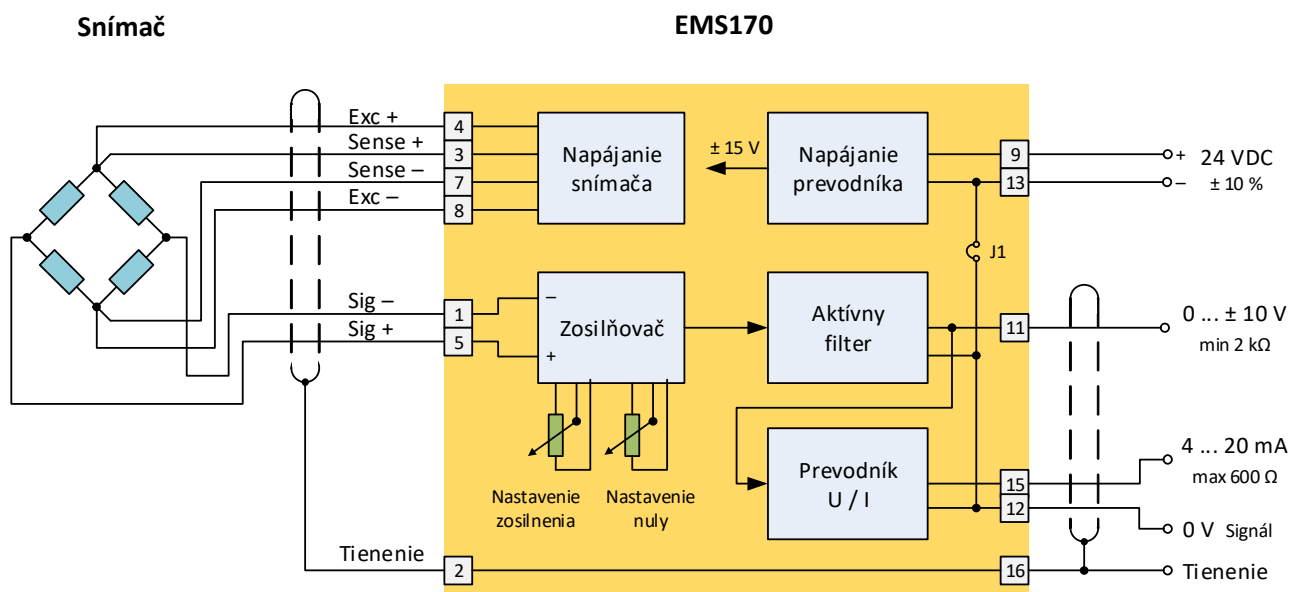 Snímač
EMS170
Exc +
4
Sense +
3
Sense –
7
Exc –
8
Napájanie
snímača
± 15 V
Napájanie
prevodníka
9
13
+
24 VDC
–
± 10 %
J1
Sig –
1
Sig +
5
–
+
Zosilňovač
Aktívny
filter
11
0 ... ± 10 V
min 2 kΩ
Nastavenie
zosilnenia
Nastavenie
nuly
Prevodník
U / I
15
12
4 ... 20 mA
max 600 Ω
0 V Signál
Tienenie
2
16
Tienenie